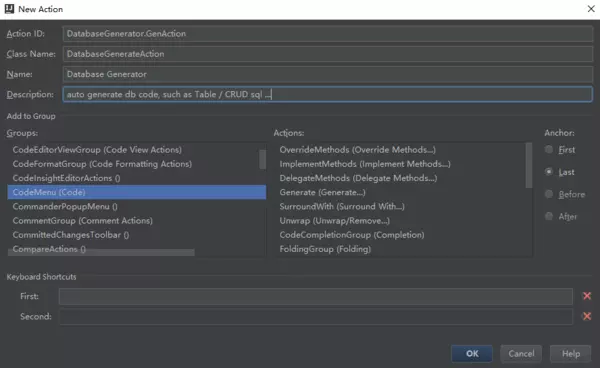 New Action
Action ID: DatabaseGenerator.GenAction
Class Name: DatabaseGenerateAction
Name: Database Generator
Description: auto generate db code, such as Table / CRUD sql ...
Add to Group
Groups: Actions: Anchor:
CodeEditorViewGroup (Code View Actions) OverrideMethods (Override Methods...) First
CodeFormatGroup (Code Formatting Actions) ImplementMethods (Implement Methods...)
CodeInsightEditorActions () DelegateMethods (Delegate Methods...) Last
CodeMenu (Code) Generate (Generate...)
CommanderPopupMenu () SurroundWith (Surround With...) Before
CommentGroup (Comment Actions) Unwrap (Unwrap/Remove...)
CommittedChangesToolbar () CodeCompletionGroup (Completion) After
CompareActions () FoldingGroup (Folding)
Keyboard Shortcuts
First:
Second:
OK Cancel Help